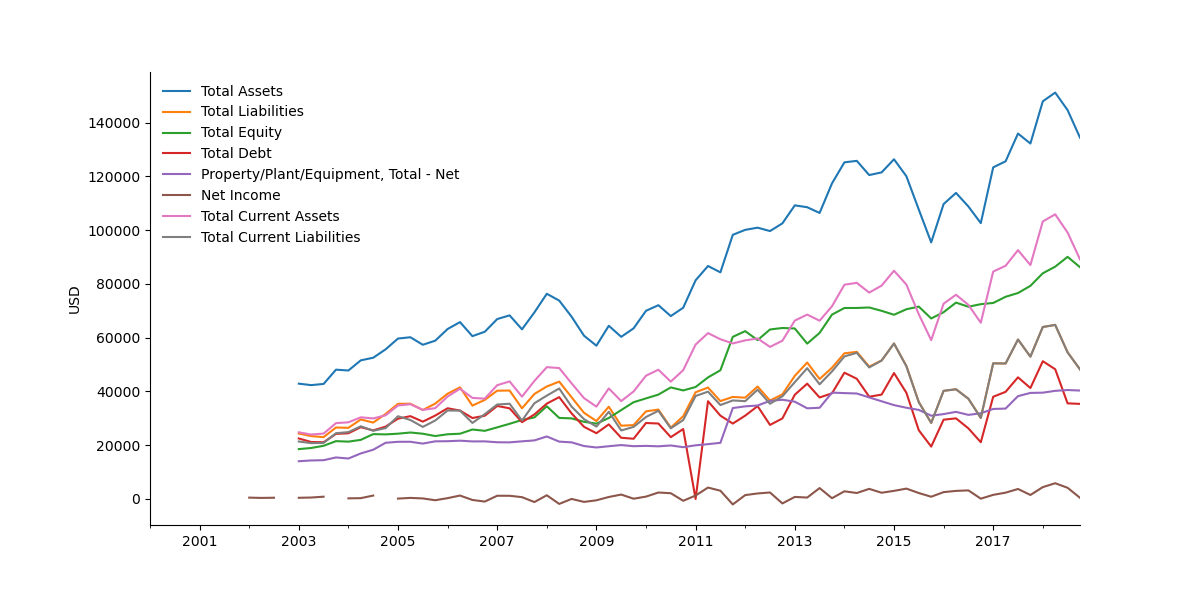 Total Assets
Total Liabilities
Total Equity
Total Debt
Property/Plant/Equipment, Total - Net
Net Income
Total Current Assets
Total Current Liabilities
USD
140000
120000
100000
80000
60000
40000
20000
0
2001 2003 2005 2007 2009 2011 2013 2015 2017